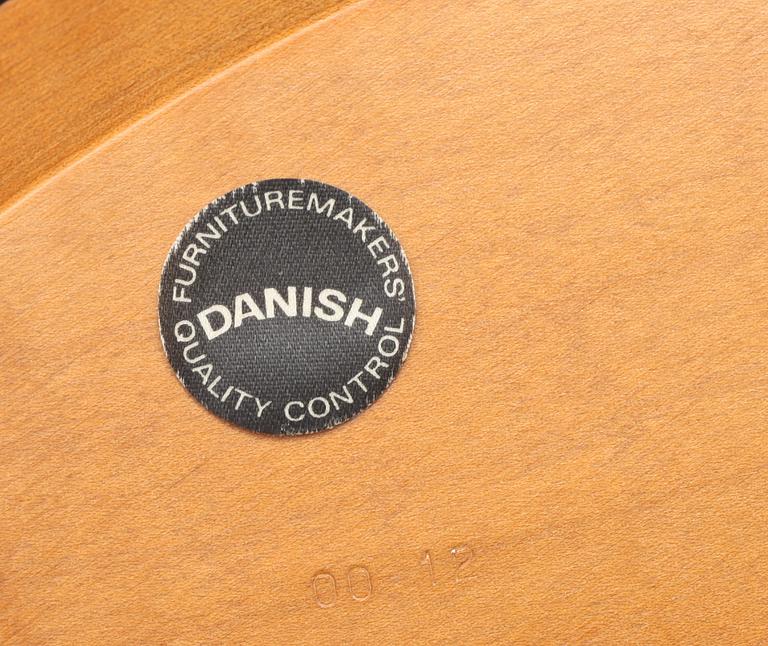 FURNITUREMAKERS'
DANISH
QUALITY CONTROL
00-12